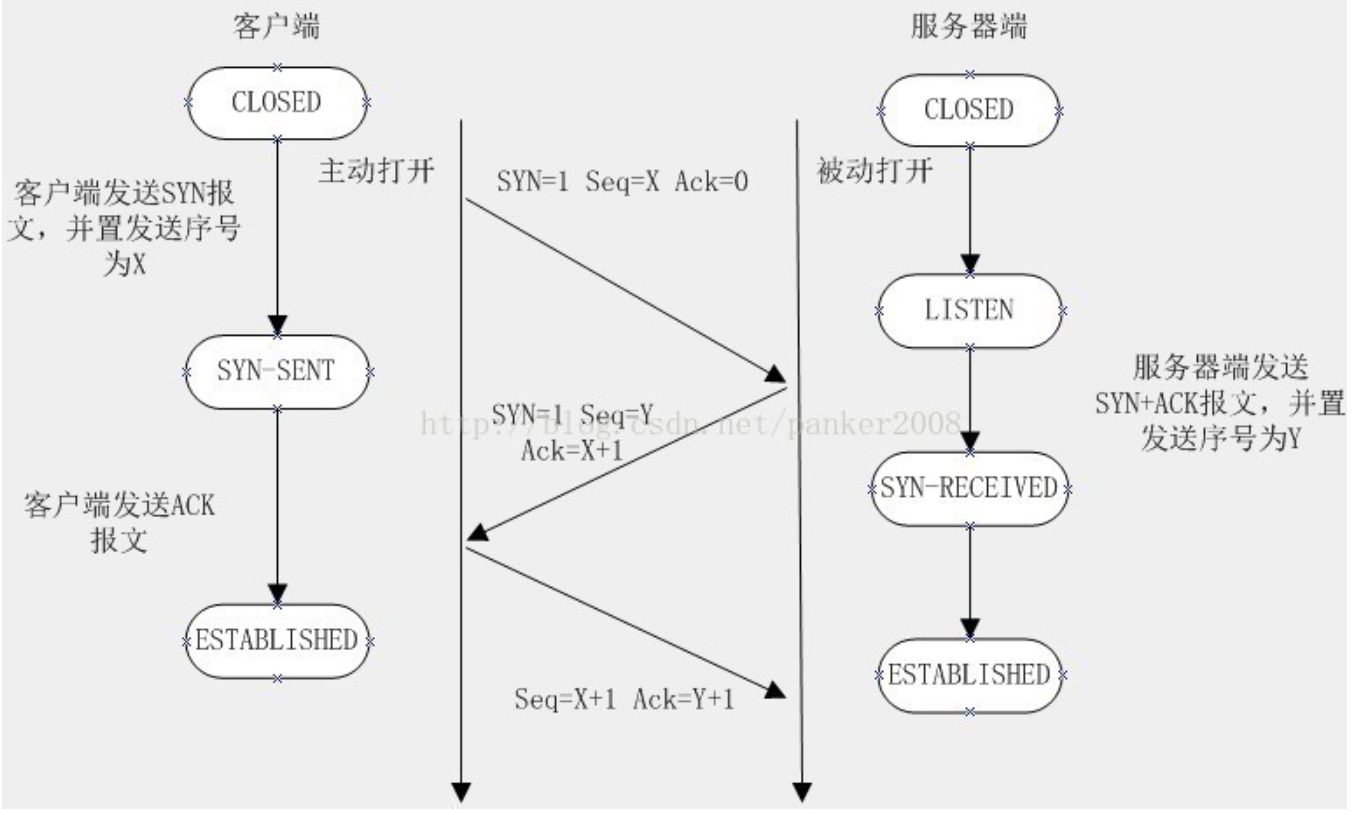 客户端
服务器端
CLOSED
CLOSED
主动打开
被动打开
客户端发送SYN报
文，并置发送序号
为X
SYN=1 Seq=X Ack=0
LISTEN
SYN-SENT
服务器端发送
SYN+ACK报文，并置
发送序号为Y
SYN=1 Seq=Y
Ack=X+1
http://blog.csdn.net/panker2008
SYN-RECEIVED
客户端发送ACK
报文
ESTABLISHED
ESTABLISHED
Seq=X+1 Ack=Y+1